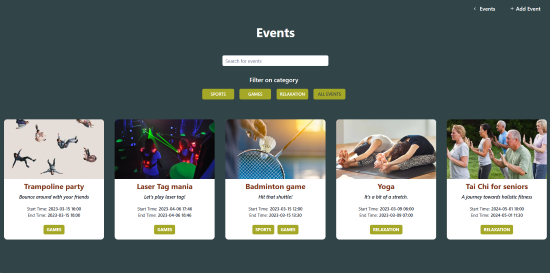 Events
Add Event
Events
Search for events
Filter on category
SPORTS
GAMES
RELAXATION
ALL EVENTS
Trampoline party
Bounce around with your friends
Start Time: 2023-03-15 16:00
End Time: 2023-03-15 18:00
GAMES
Laser Tag mania
Let's play laser tag!
Start Time: 2023-04-06 17:46
End Time: 2023-04-06 18:46
GAMES
Badminton game
Hit that shuttle!
Start Time: 2023-03-15 12:00
End Time: 2023-03-15 13:30
SPORTS GAMES
Yoga
It's a bit of a stretch.
Start Time: 2023-03-09 06:00
End Time: 2023-03-09 07:00
RELAXATION
Tai Chi for seniors
A journey towards holistic fitness.
Start Time: 2024-05-01 10:00
End Time: 2024-05-01 11:30
RELAXATION